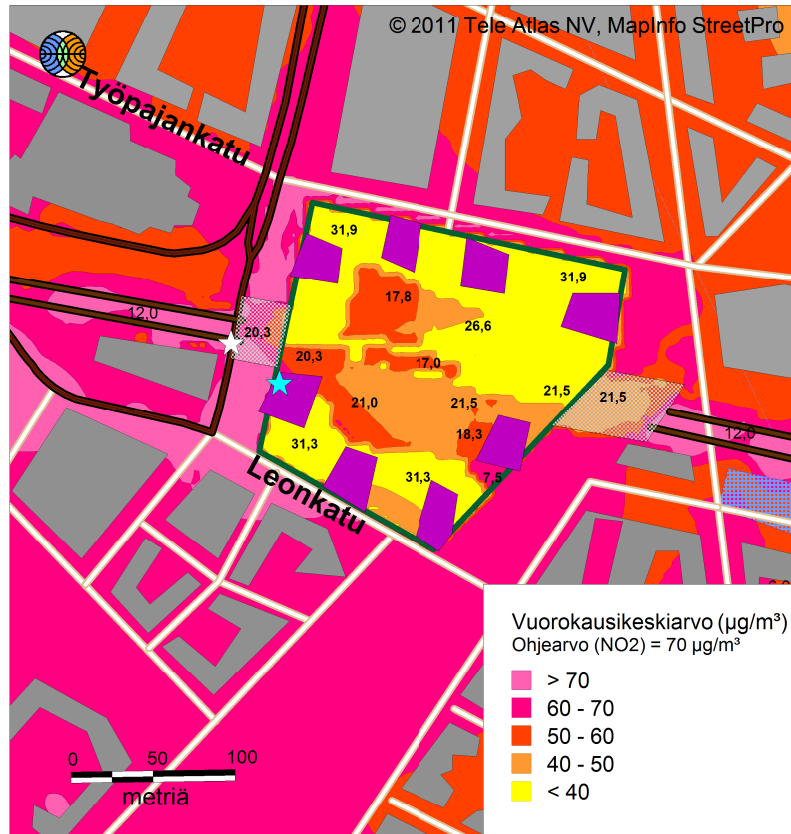 © 2011 Tele Atlas NV, MapInfo StreetPro
Työpajankatu
31,9
31,9
17,8
12,0
20,3
26,6
20,3
17,0
21,0
21,5
21,5
21,5
18,3
12,0
31,3
31,3
7,5
Leonkatu
Vuorokausikeskiarvo (µg/m³)
Ohjearvo (NO2) = 70 µg/m³
> 70
60 - 70
50 - 60
40 - 50
< 40
0 50 100
metriä